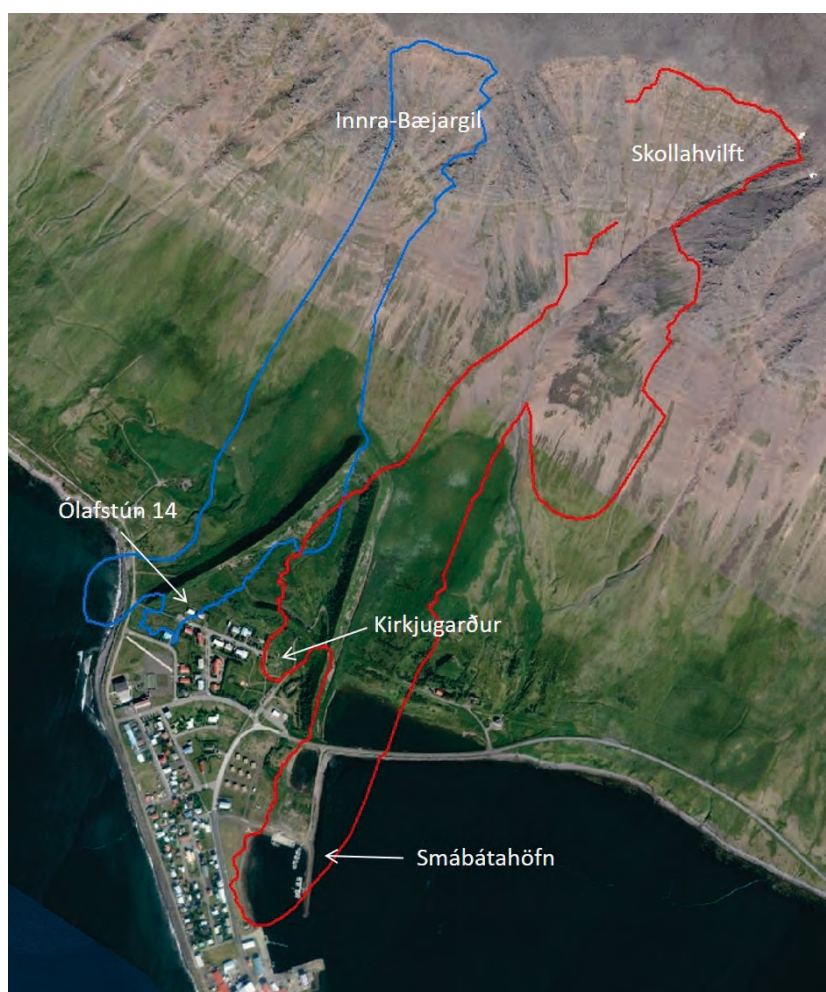 Innra-Bæjargil
Skollahvilft
Ólafstún 14
Kirkjugarður
Smábátahöfn